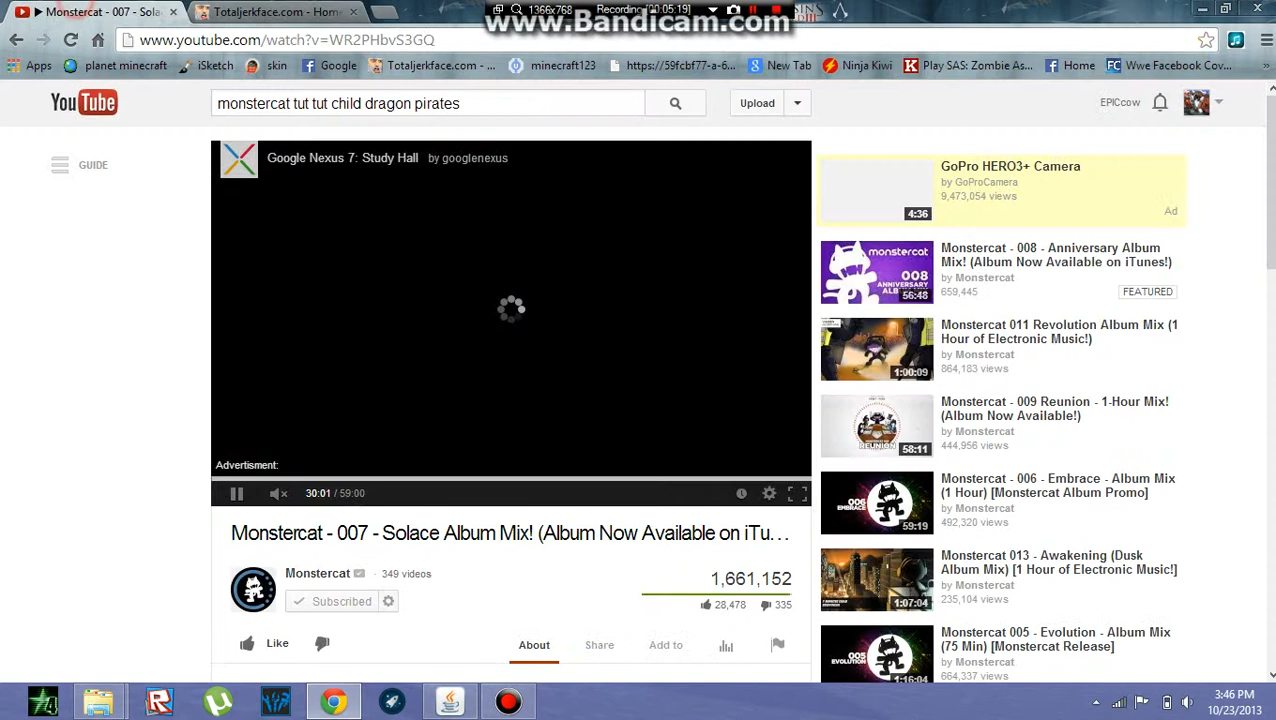 Monstercat - 007 - Sola
Totaljerkface.com - Home
1366x768
Recording [00:05:19]
www.Bandicam.com
www.youtube.com/watch?v=WR2PHbvS3GQ
Apps
planet minecraft
iSketch
skin
Google
Totaljerkface.com - ...
minecraft123
https://59fcbf77-a-6...
New Tab
Ninja Kiwi
Play SAS: Zombie As...
Home
Wwe Facebook Cov...
YouTube
monstercat tut tut child dragon pirates
Upload
EPICcow
GUIDE
Google Nexus 7: Study Hall by googlenexus
Advertisment:
30:01 / 59:00
Monstercat - 007 - Solace Album Mix! (Album Now Available on iTu...
Monstercat · 349 videos
Subscribed
1,661,152
28,478 335
Like
About
Share
Add to
GoPro HERO3+ Camera
by GoProCamera
9,473,054 views
Ad
4:36
monstercat
008
ANNIVERSARY
56:48
Monstercat - 008 - Anniversary Album
Mix! (Album Now Available on iTunes!)
by Monstercat
659,445
FEATURED
1:00:09
Monstercat 011 Revolution Album Mix (1
Hour of Electronic Music!)
by Monstercat
864,183 views
REUNION
58:11
Monstercat - 009 Reunion - 1-Hour Mix!
(Album Now Available!)
by Monstercat
444,956 views
006
EMBRACE
59:19
Monstercat - 006 - Embrace - Album Mix
(1 Hour) [Monstercat Album Promo]
by Monstercat
492,320 views
1:07:04
Monstercat 013 - Awakening (Dusk
Album Mix) [1 Hour of Electronic Music!]
by Monstercat
235,104 views
005
EVOLUTION
1:16:04
Monstercat 005 - Evolution - Album Mix
(75 Min) [Monstercat Release]
by Monstercat
664,337 views
3:46 PM
10/23/2013